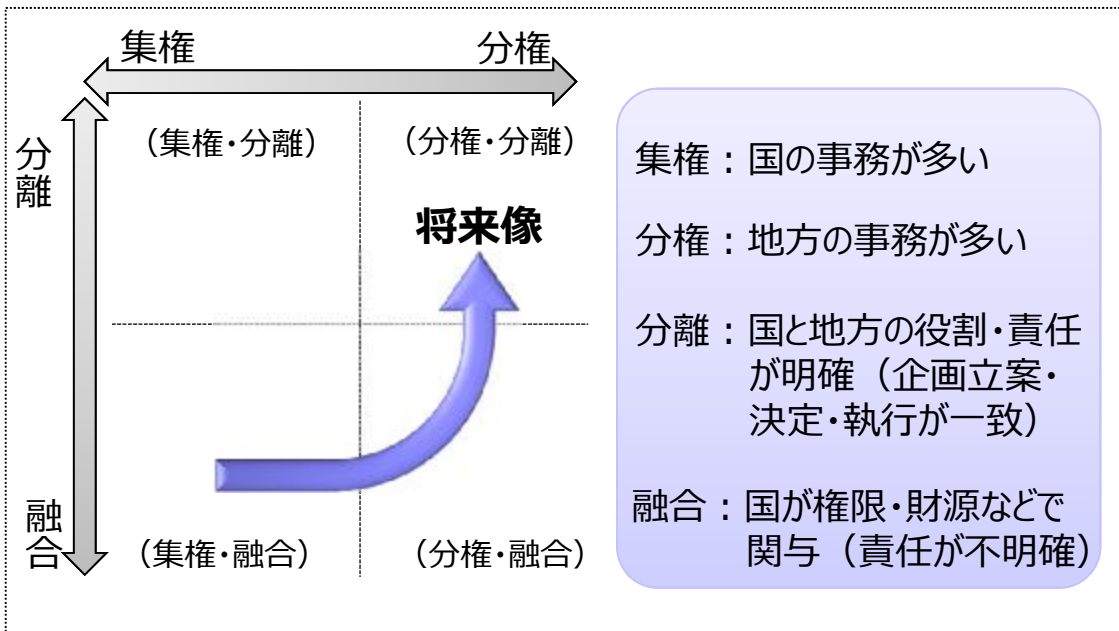 集権 分権
分離
（集権・分離） （分権・分離）
将来像
融合
（集権・融合） （分権・融合）
集権：国の事務が多い
分権：地方の事務が多い
分離：国と地方の役割・責任
が明確（企画立案・
決定・執行が一致）
融合：国が権限・財源などで
関与（責任が不明確）